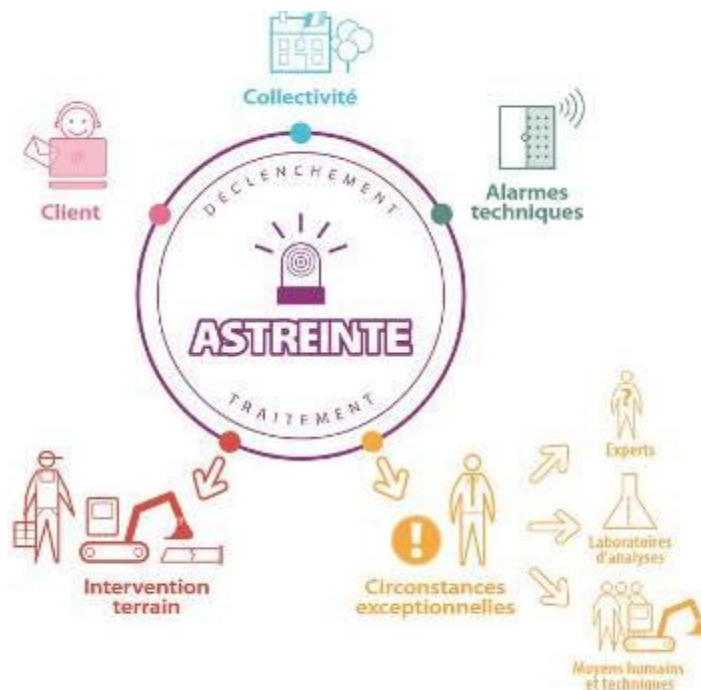 Collectivité
Client
Alarmes
techniques
DÉCLENCHEMENT
ASTREINTE
TRAITEMENT
Intervention
terrain
Circonstances
exceptionnelles
Experts
Laboratoires
d'analyses
Moyens humains
et techniques